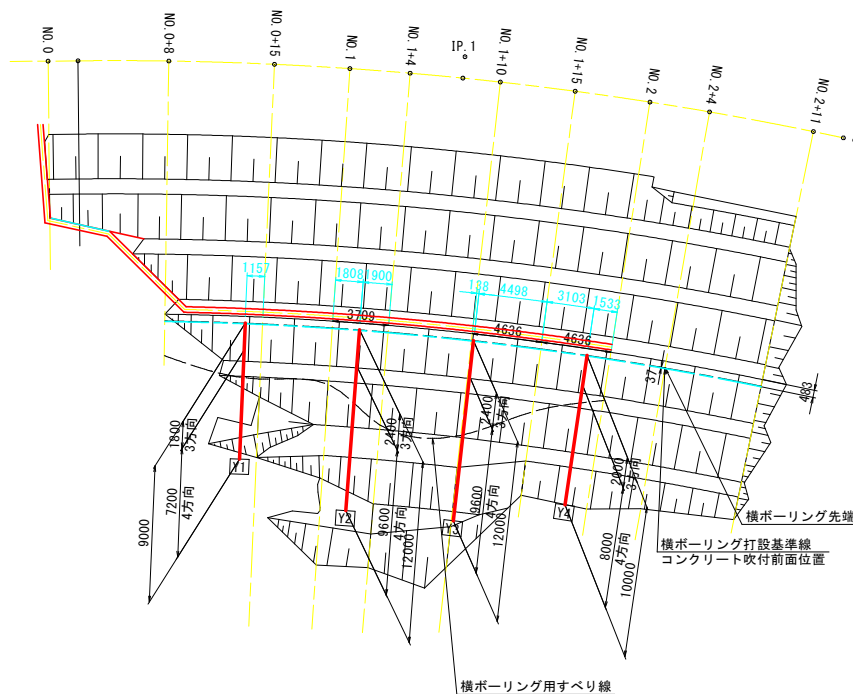 NO.0
NO.0+8
NO.0+15
NO.1
NO.1+4
IP.1
NO.1+10
NO.1+15
NO.2
NO.2+4
NO.2+11
1157
1808
1900
138
4498
3103
1533
3709
4636
4636
37
483
1800
3方向
7200
4方向
9000
Y1
2400
3方向
9600
4方向
12000
Y2
2400
3方向
9600
4方向
12000
Y3
2000
3方向
8000
4方向
10000
Y4
横ボーリング先端
横ボーリング打設基準線
コンクリート吹付前面位置
横ボーリング用すべり線